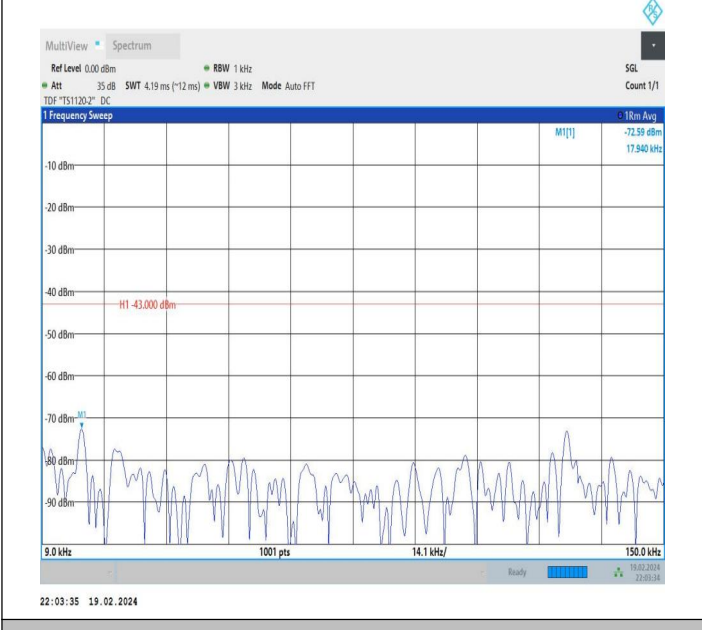 MultiView Spectrum
Ref Level 0.00 dBm RBW 1 kHz SGL
Att 35 dB SWT 4.19 ms (~12 ms) VBW 3 kHz Mode Auto FFT Count 1/1
TDF "TS1120-2" DC
1 Frequency Sweep 1Rm Avg
M1[1] -72.59 dBm
17.940 kHz
-10 dBm
-20 dBm
-30 dBm
-40 dBm
H1 -43.000 dBm
-50 dBm
-60 dBm
-70 dBm
M1
-80 dBm
-90 dBm
9.0 kHz 1001 pts 14.1 kHz/ 150.0 kHz
Ready 19.02.2024
22:03:34
22:03:35 19.02.2024